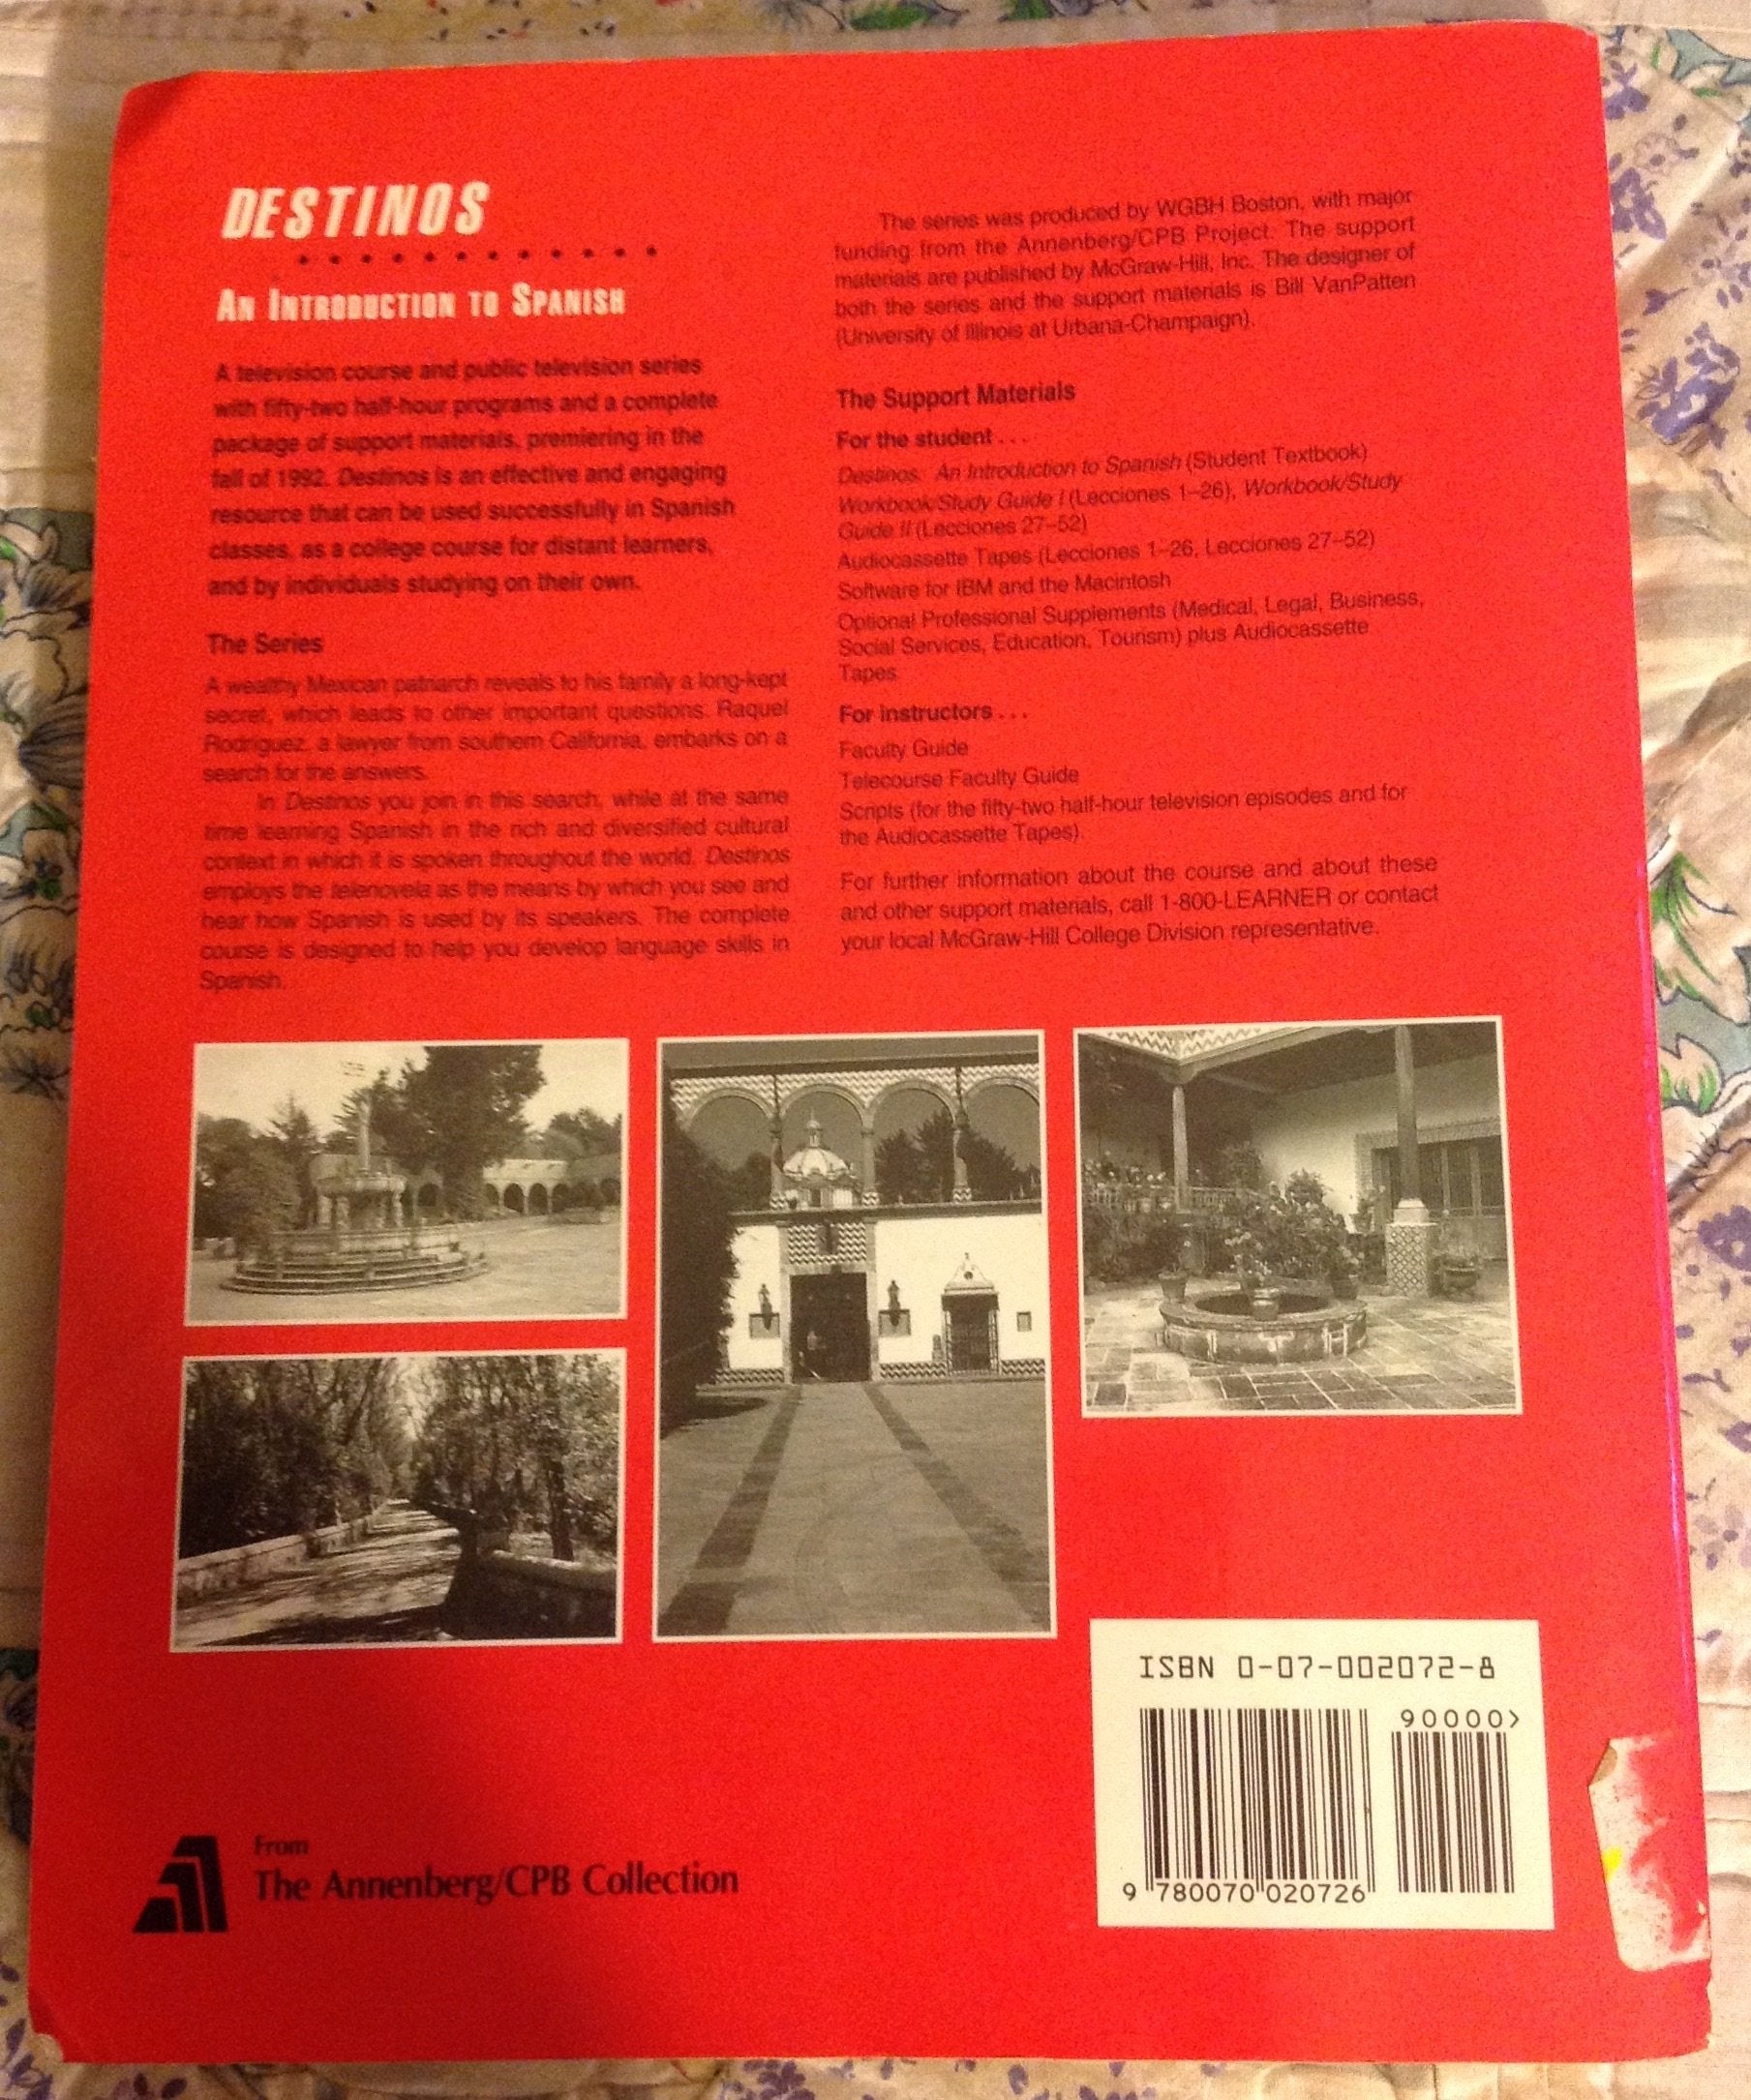 DESTINOS
AN INTRODUCTION TO SPANISH
A television course and public television series
with fifty-two half-hour programs and a complete
package of support materials, premiering in the
fall of 1992. Destinos is an effective and engaging
resource that can be used successfully in Spanish
classes, as a college course for distant learners,
and by individuals studying on their own.
The Series
A wealthy Mexican patriarch reveals to his family a long-kept
secret, which leads to other important questions. Raquel
Rodríguez, a lawyer from southern California, embarks on a
search for the answers.
In Destinos you join in this search, while at the same
time learning Spanish in the rich and diversified cultural
context in which it is spoken throughout the world. Destinos
employs the telenovela as the means by which you see and
hear how Spanish is used by its speakers. The complete
course is designed to help you develop language skills in
Spanish.
The series was produced by WGBH Boston, with major
funding from the Annenberg/CPB Project. The support
materials are published by McGraw-Hill, Inc. The designer of
both the series and the support materials is Bill VanPatten
(University of Illinois at Urbana-Champaign).
The Support Materials
For the student . . .
Destinos: An Introduction to Spanish (Student Textbook)
Workbook/Study Guide I (Lecciones 1–26), Workbook/Study
Guide II (Lecciones 27–52)
Audiocassette Tapes (Lecciones 1–26, Lecciones 27–52)
Software for IBM and the Macintosh
Optional Professional Supplements (Medical, Legal, Business,
Social Services, Education, Tourism) plus Audiocassette
Tapes
For instructors . . .
Faculty Guide
Telecourse Faculty Guide
Scripts (for the fifty-two half-hour television episodes and for
the Audiocassette Tapes).
For further information about the course and about these
and other support materials, call 1-800-LEARNER or contact
your local McGraw-Hill College Division representative.
ISBN 0-07-002072-8
90000>
9 780070 020726
From
The Annenberg/CPB Collection